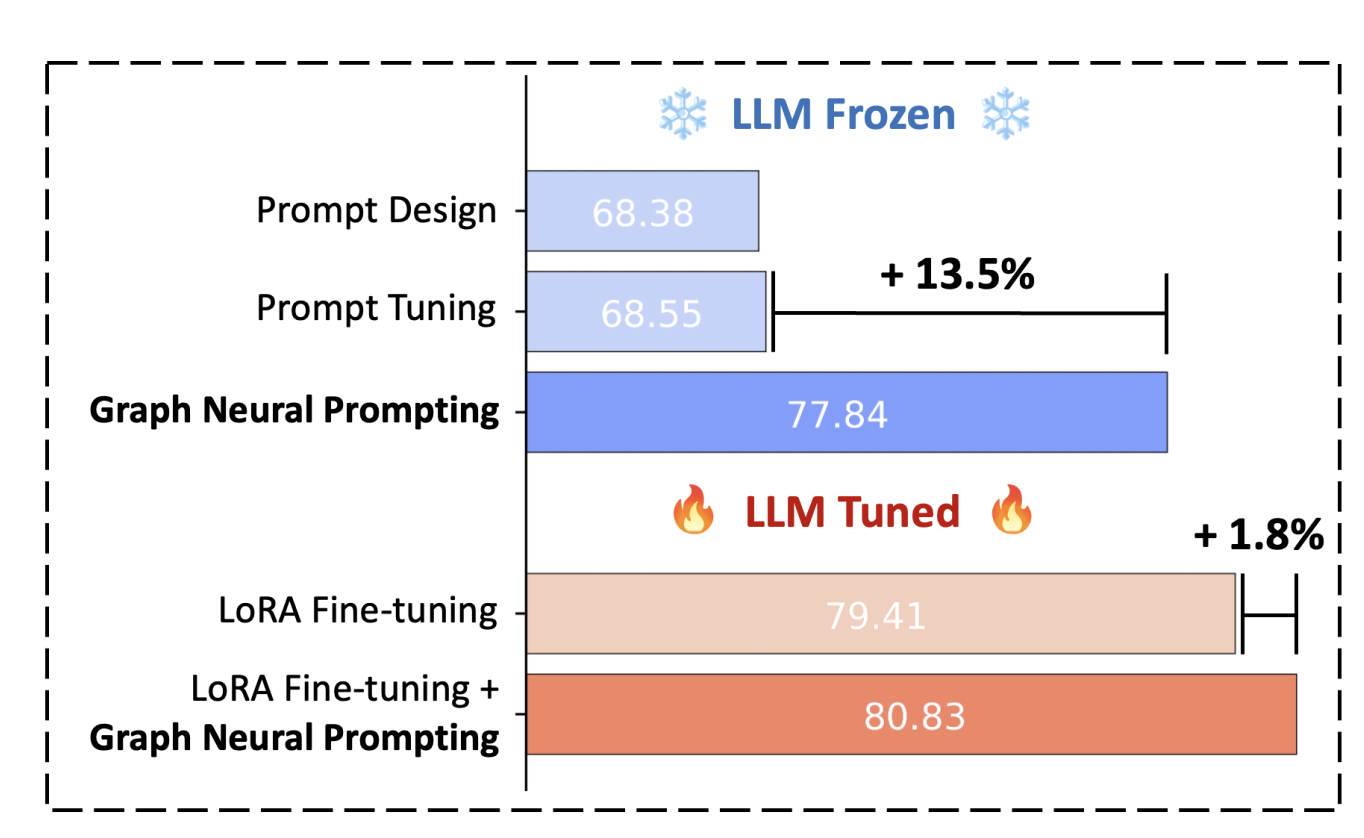 LLM Frozen
Prompt Design
68.38
+ 13.5%
Prompt Tuning
68.55
Graph Neural Prompting
77.84
LLM Tuned
+ 1.8%
LoRA Fine-tuning
79.41
LoRA Fine-tuning +
Graph Neural Prompting
80.83